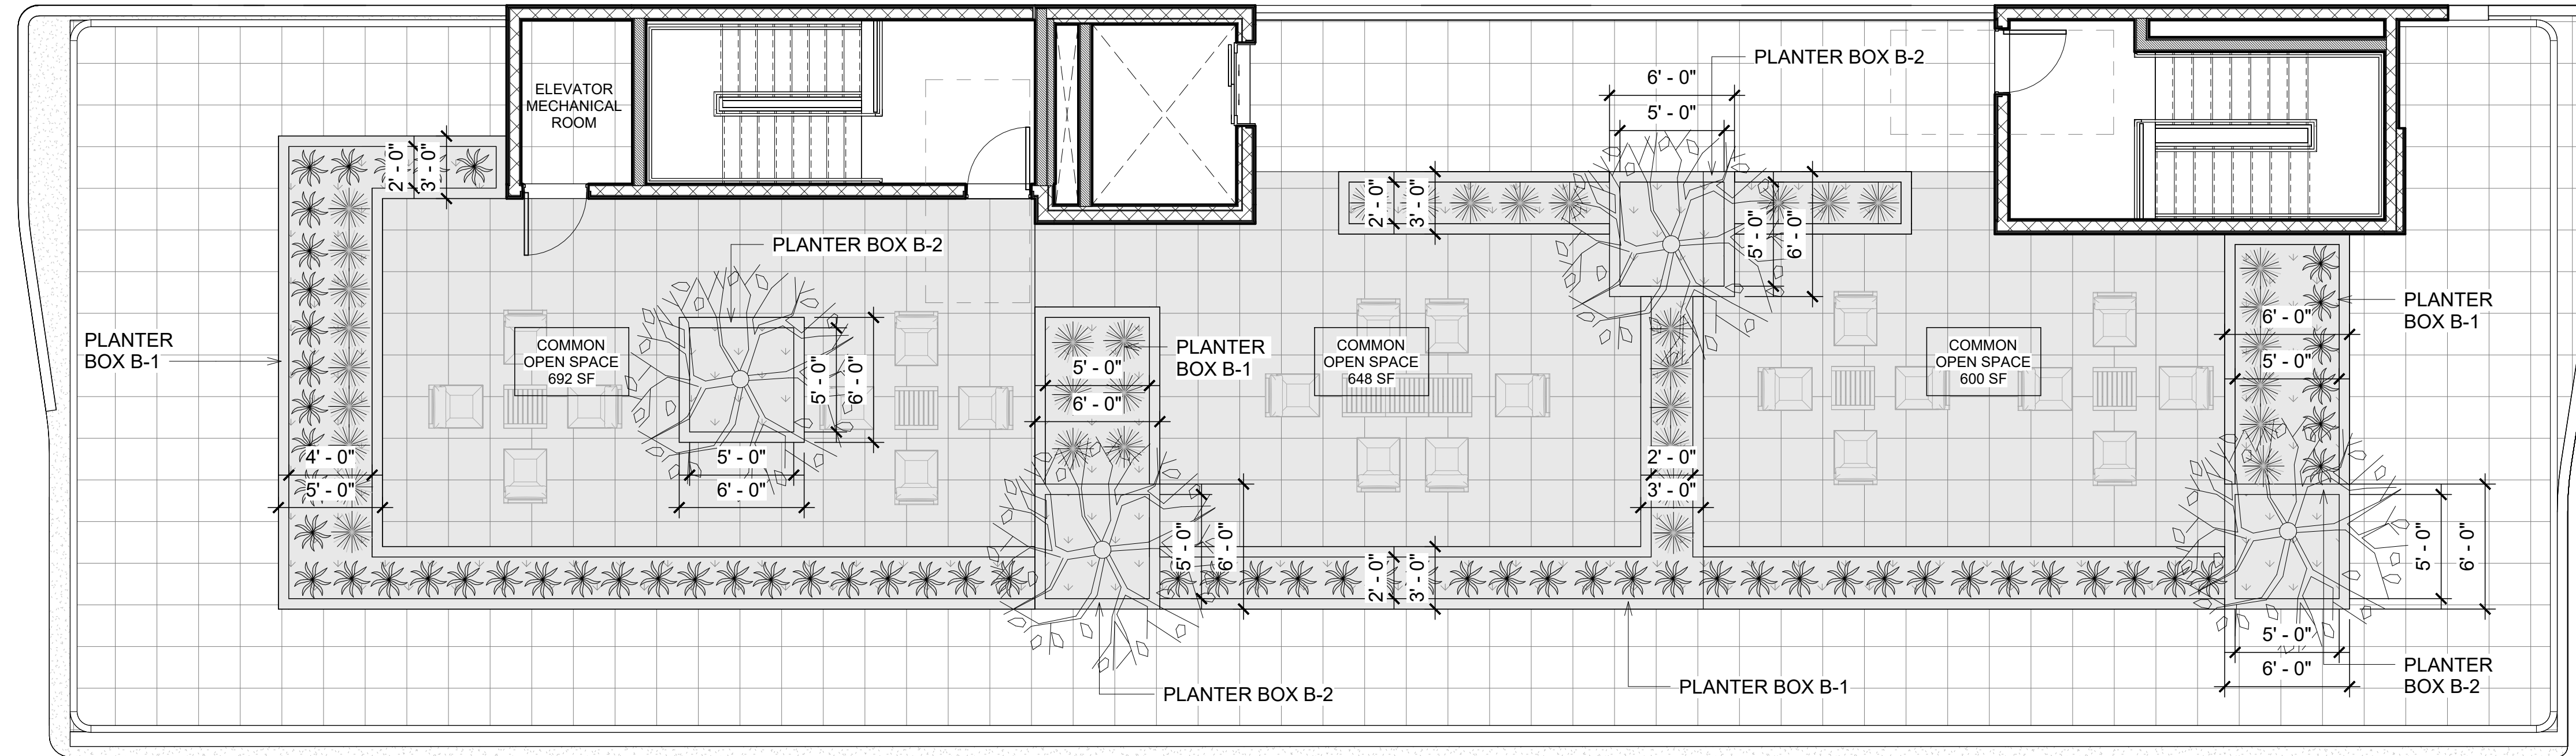 PLANTER BOX B-2
6' - 0"
5' - 0"
ELEVATOR
MECHANICAL
ROOM
2' - 0"
3' - 0"
2' - 0"
3' - 0"
5' - 0"
6' - 0"
PLANTER BOX B-2
PLANTER
BOX B-1
COMMON
OPEN SPACE
692 SF
5' - 0"
6' - 0"
5' - 0"
6' - 0"
4' - 0"
5' - 0"
PLANTER
BOX B-1
5' - 0"
6' - 0"
COMMON
OPEN SPACE
648 SF
COMMON
OPEN SPACE
600 SF
PLANTER
BOX B-1
6' - 0"
5' - 0"
2' - 0"
3' - 0"
5' - 0"
6' - 0"
2' - 0"
3' - 0"
5' - 0"
6' - 0"
5' - 0"
6' - 0"
PLANTER BOX B-2
PLANTER BOX B-1
PLANTER
BOX B-2